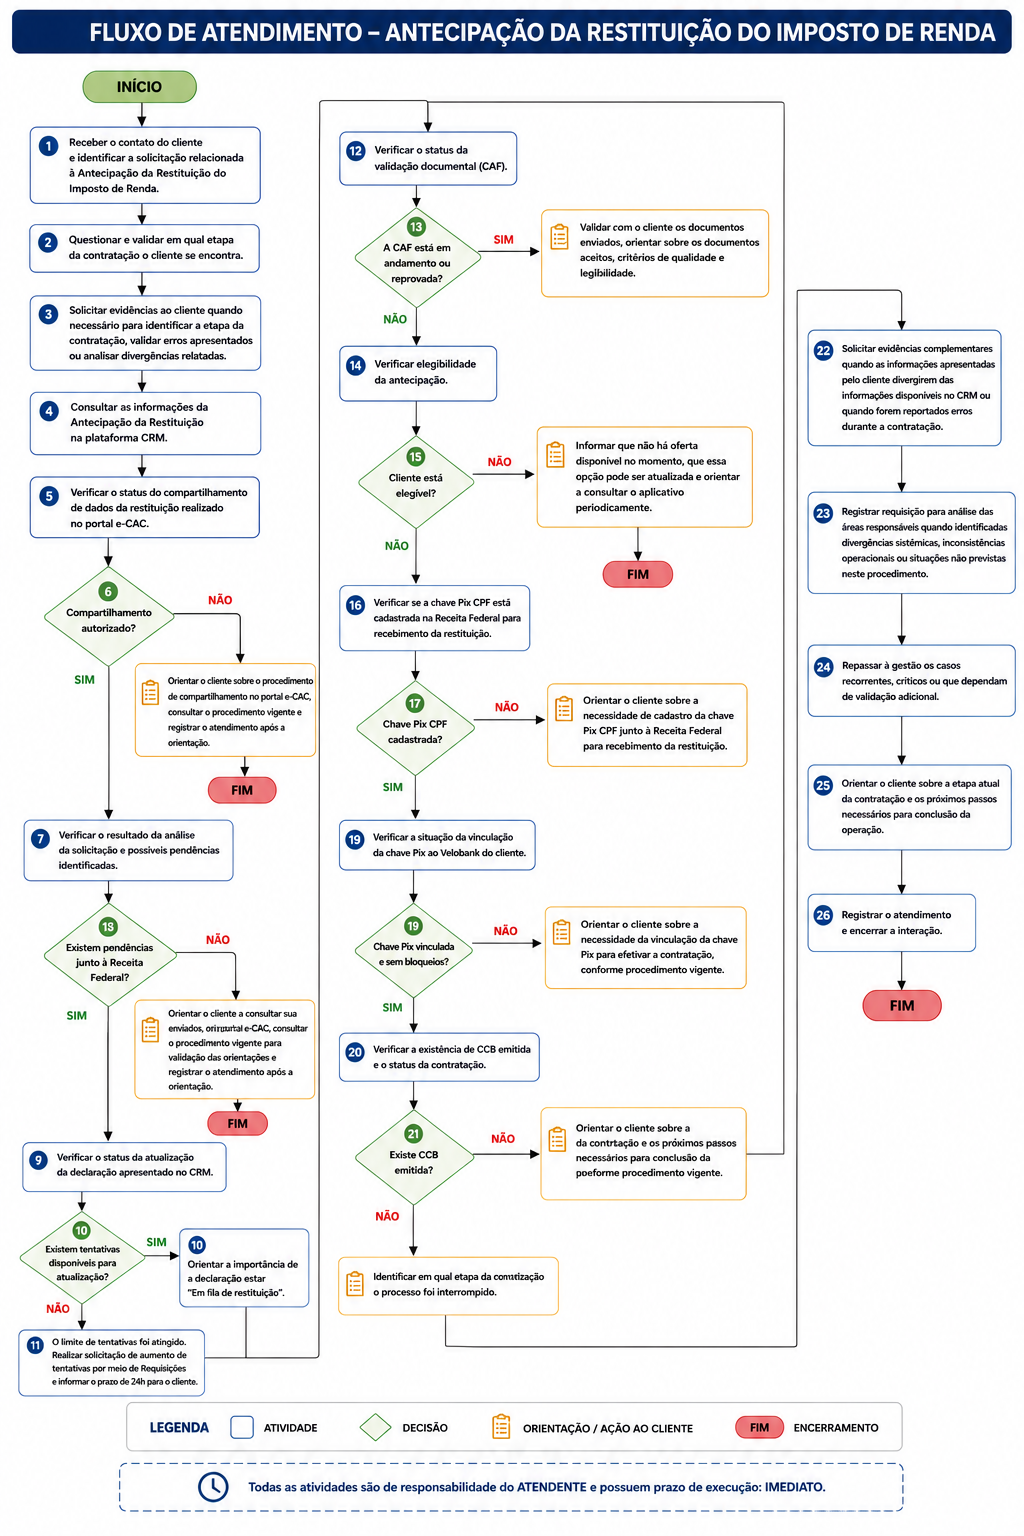 FLUXO DE ATENDIMENTO – ANTECIPAÇÃO DA RESTITUIÇÃO DO IMPOSTO DE RENDA
INÍCIO
1
Receber o contato do cliente
e identificar a solicitação relacionada
à Antecipação da Restituição do
Imposto de Renda.
2
Questionar e validar em qual etapa
da contratação o cliente se encontra.
3
Solicitar evidências ao cliente quando
necessário para identificar a etapa da
contratação, validar erros apresentados
ou analisar divergências relatadas.
4
Consultar as informações da
Antecipação da Restituição
na plataforma CRM.
5
Verificar o status do compartilhamento
de dados da restituição realizado
no portal e-CAC.
6
Compartilhamento
autorizado?
NÃO
SIM
Orientar o cliente sobre o procedimento
de compartilhamento no portal e-CAC,
consultar o procedimento vigente e
registrar o atendimento após a
orientação.
FIM
7
Verificar o resultado da análise
da solicitação e possíveis pendências
identificadas.
18
Existem pendências
junto à Receita
Federal?
NÃO
SIM
Orientar o cliente a consultar sua
enviados, e-CAC, consultar
o procedimento vigente para
validação das orientações e
registrar o atendimento após a
orientação.
FIM
9
Verificar o status da atualização
da declaração apresentado no CRM.
10
Existem tentativas
disponíveis para
atualização?
SIM
NÃO
10
Orientar a importância de
a declaração estar
"Em fila de restituição".
11
O limite de tentativas foi atingido.
Realizar solicitação de aumento de
tentativas por meio de Requisições
e informar o prazo de 24h para o cliente.
12
Verificar o status da
validação documental (CAF).
13
A CAF está em
andamento ou
reprovada?
SIM
NÃO
Validar com o cliente os documentos
enviados, orientar sobre os documentos
aceitos, critérios de qualidade e
legibilidade.
14
Verificar elegibilidade
da antecipação.
15
Cliente está
elegível?
NÃO
NÃO
Informar que não há oferta
disponível no momento, que essa
opção pode ser atualizada e orientar
a consultar o aplicativo
periodicamente.
FIM
16
Verificar se a chave Pix CPF está
cadastrada na Receita Federal para
recebimento da restituição.
17
Chave Pix CPF
cadastrada?
NÃO
SIM
Orientar o cliente sobre a
necessidade de cadastro da chave
Pix CPF junto à Receita Federal
para recebimento da restituição.
19
Verificar a situação da vinculação
da chave Pix ao Velobank do cliente.
19
Chave Pix vinculada
e sem bloqueios?
NÃO
SIM
Orientar o cliente sobre a
necessidade da vinculação da chave
Pix para efetivar a contratação,
conforme procedimento vigente.
20
Verificar a existência de CCB emitida
e o status da contratação.
21
Existe CCB
emitida?
NÃO
NÃO
Orientar o cliente sobre a
da contrtação e os próximos passos
necessários para conclusão da
poeforme procedimento vigente.
Identificar em qual etapa da
o processo foi interrompido.
22
Solicitar evidências complementares
quando as informações apresentadas
pelo cliente divergirem das
informações disponíveis no CRM ou
quando forem reportados erros
durante a contratação.
23
Registrar requisição para análise das
áreas responsáveis quando identificadas
divergências sistêmicas, inconsistências
operacionais ou situações não previstas
neste procedimento.
24
Repassar à gestão os casos
recorrentes, críticos ou que dependam
de validação adicional.
25
Orientar o cliente sobre a etapa atual
da contratação e os próximos passos
necessários para conclusão da
operação.
26
Registrar o atendimento
e encerrar a interação.
FIM
LEGENDA
ATIVIDADE
DECISÃO
ORIENTAÇÃO / AÇÃO AO CLIENTE
FIM
ENCERRAMENTO
Todas as atividades são de responsabilidade do ATENDENTE e possuem prazo de execução: IMEDIATO.